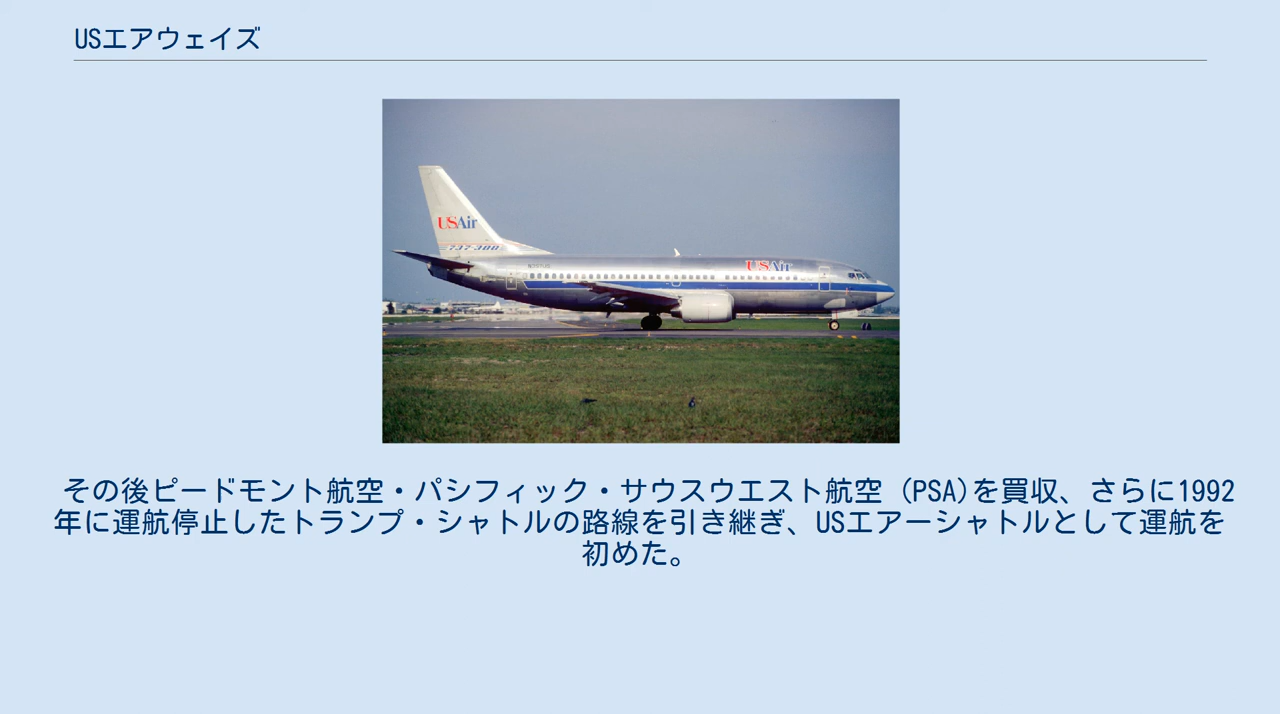 USエアウェイズ
USAir
737-300
USAir
その後ピードモント航空・パシフィック・サウスウエスト航空 (PSA)を買収、さらに1992
年に運航停止したトランプ・シャトルの路線を引き継ぎ、USエアーシャトルとして運航を
初めた。